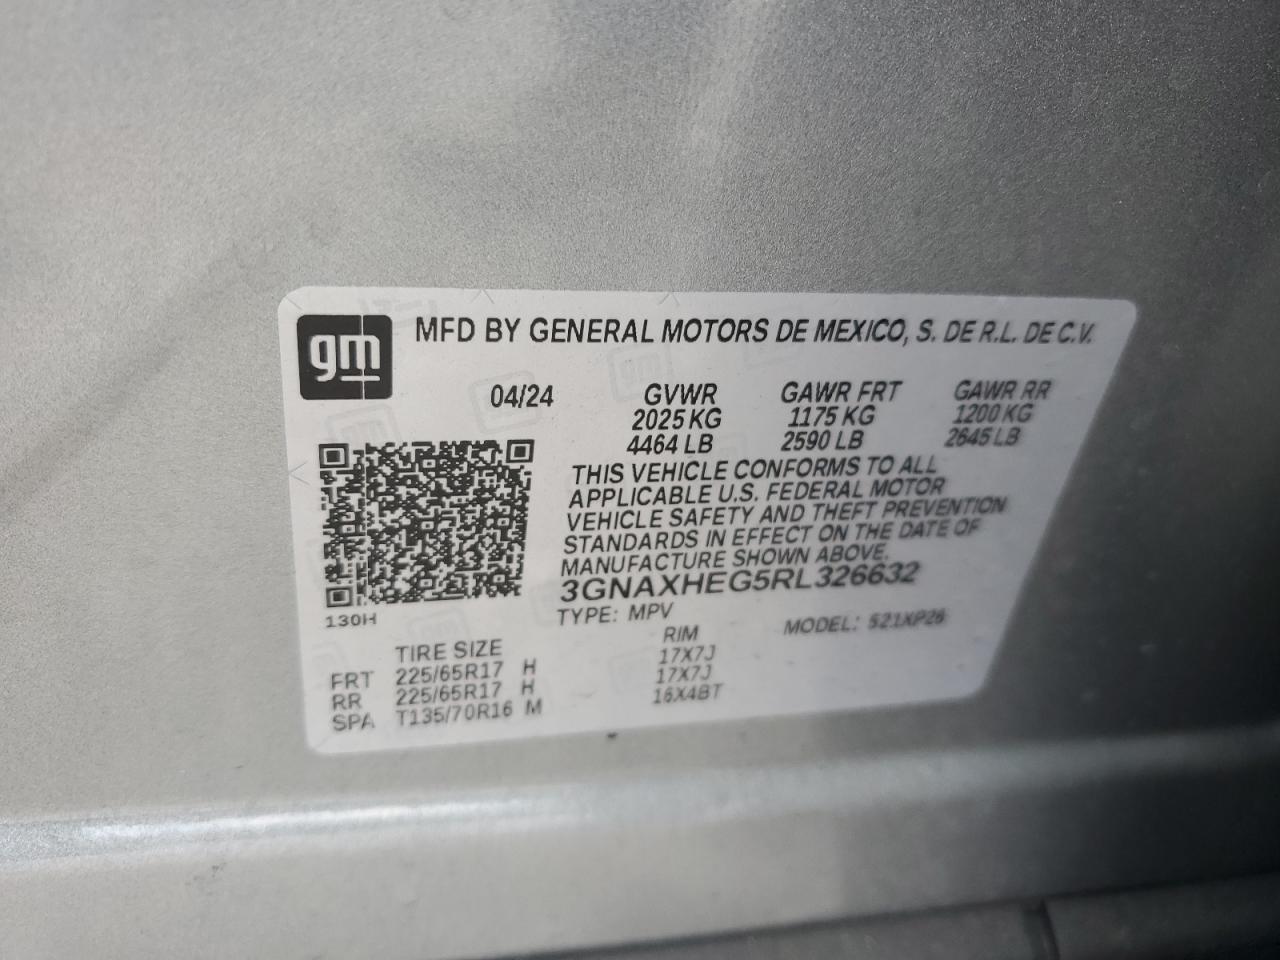 gm
MFD BY GENERAL MOTORS DE MEXICO, S. DE R.L. DE C.V.
04/24 GVWR GAWR FRT GAWR RR
2025 KG 1175 KG 1200 KG
4464 LB 2590 LB 2645 LB
THIS VEHICLE CONFORMS TO ALL
APPLICABLE U.S. FEDERAL MOTOR
VEHICLE SAFETY AND THEFT PREVENTION
STANDARDS IN EFFECT ON THE DATE OF
MANUFACTURE SHOWN ABOVE.
3GNAXHEG5RL326632
130H
TYPE: MPV MODEL: 521XP26
TIRE SIZE RIM
FRT 225/65R17 H 17X7J
RR 225/65R17 H 17X7J
SPA T135/70R16 M 16X4BT